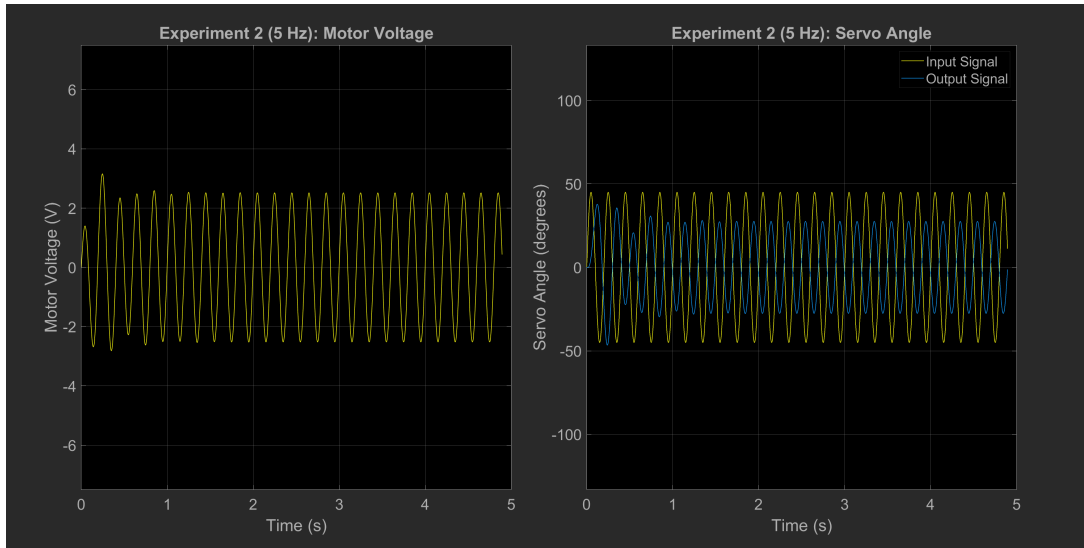 Experiment 2 (5 Hz): Motor Voltage
Motor Voltage (V)
6
4
2
0
-2
-4
-6
0 1 2 3 4 5
Time (s)
Experiment 2 (5 Hz): Servo Angle
Input Signal
Output Signal
Servo Angle (degrees)
100
50
0
-50
-100
0 1 2 3 4 5
Time (s)